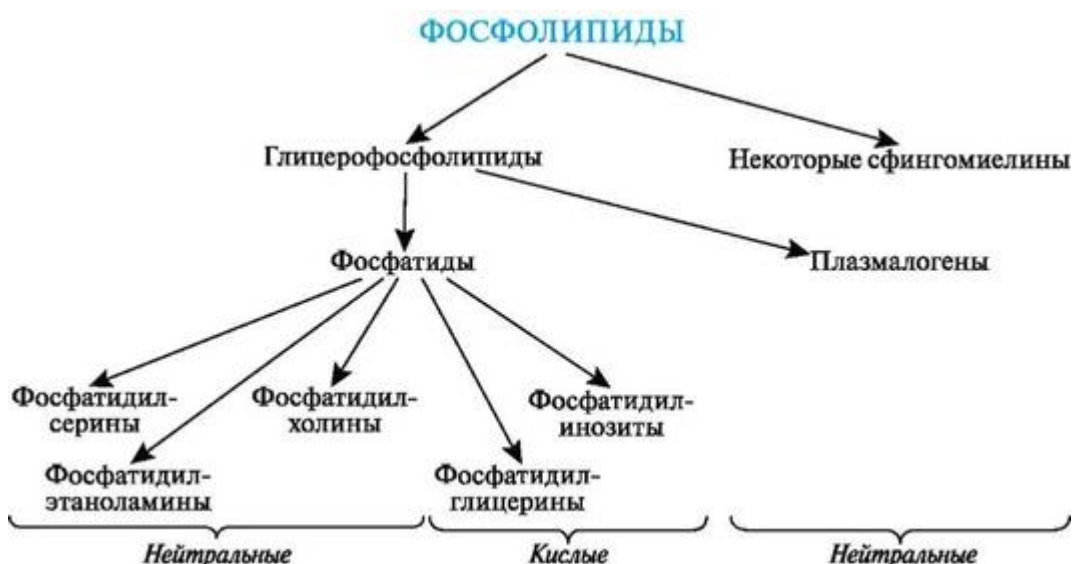 ФОСФОЛИПИДЫ
Глицерофосфолипиды
Некоторые сфингомиелины
Фосфатиды
Плазмалогены
Фосфатидил-
серины
Фосфатидил-
холины
Фосфатидил-
инозиты
Фосфатидил-
этаноламины
Фосфатидил-
глицерины
Нейтральные
Кислые
Нейтральные